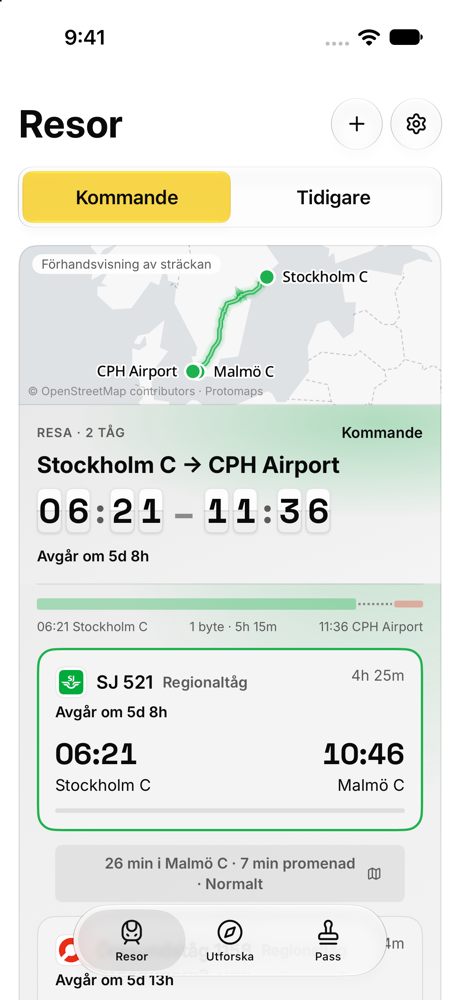 9:41
Resor
Kommande
Tidigare
Förhandsvisning av sträckan
Stockholm C
CPH Airport
Malmö C
© OpenStreetMap contributors · Protomaps
RESA · 2 TÅG
Kommande
Stockholm C → CPH Airport
06:21 – 11:36
Avgår om 5d 8h
06:21 Stockholm C
1 byte · 5h 15m
11:36 CPH Airport
SJ
SJ 521 Regionaltåg
4h 25m
Avgår om 5d 8h
06:21
10:46
Stockholm C
Malmö C
26 min i Malmö C · 7 min promenad
· Normalt
Resor
Utforska
Pass
Avgår om 5d 13h